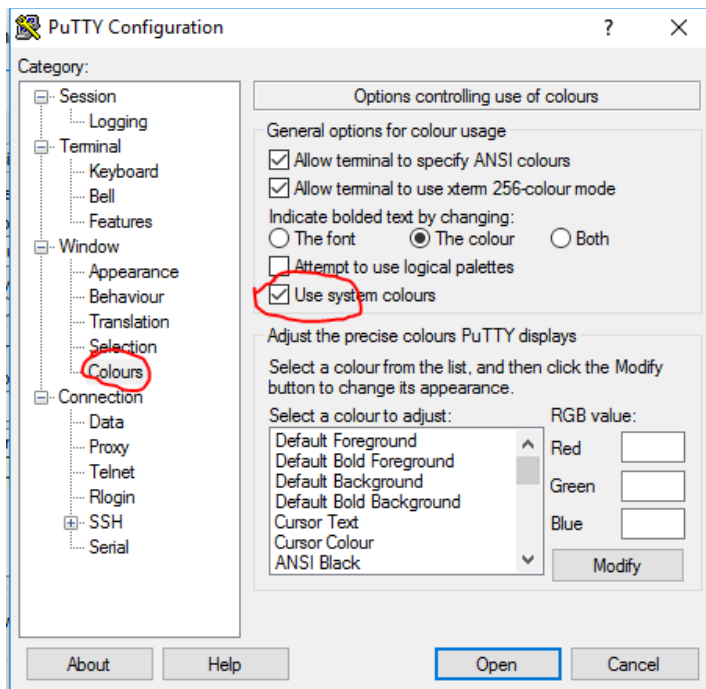 PuTTY Configuration
?
Category:
Session
Logging
Terminal
Keyboard
Bell
Features
Window
Appearance
Behaviour
Translation
Selection
Colours
Connection
Data
Proxy
Telnet
Rlogin
SSH
Serial
Options controlling use of colours
General options for colour usage
Allow terminal to specify ANSI colours
Allow terminal to use xterm 256-colour mode
Indicate bolded text by changing:
The font The colour Both
Attempt to use logical palettes
Use system colours
Adjust the precise colours PuTTY displays
Select a colour from the list, and then click the Modify
button to change its appearance.
Select a colour to adjust:
Default Foreground
Default Bold Foreground
Default Background
Default Bold Background
Cursor Text
Cursor Colour
ANSI Black
RGB value:
Red
Green
Blue
Modify
About Help Open Cancel